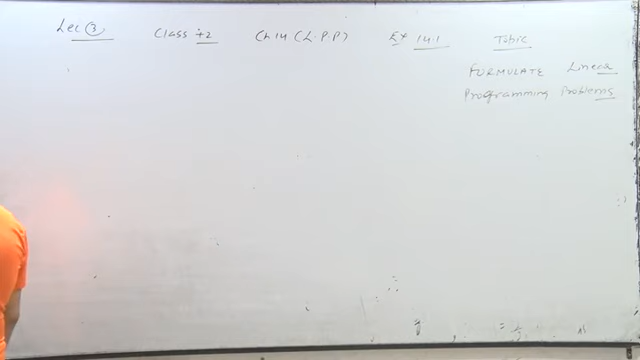 Lec ③ Class +2 Ch 14 (L.P.P) Ex 14.1 Topic
FORMULATE Linear
Programming Problems